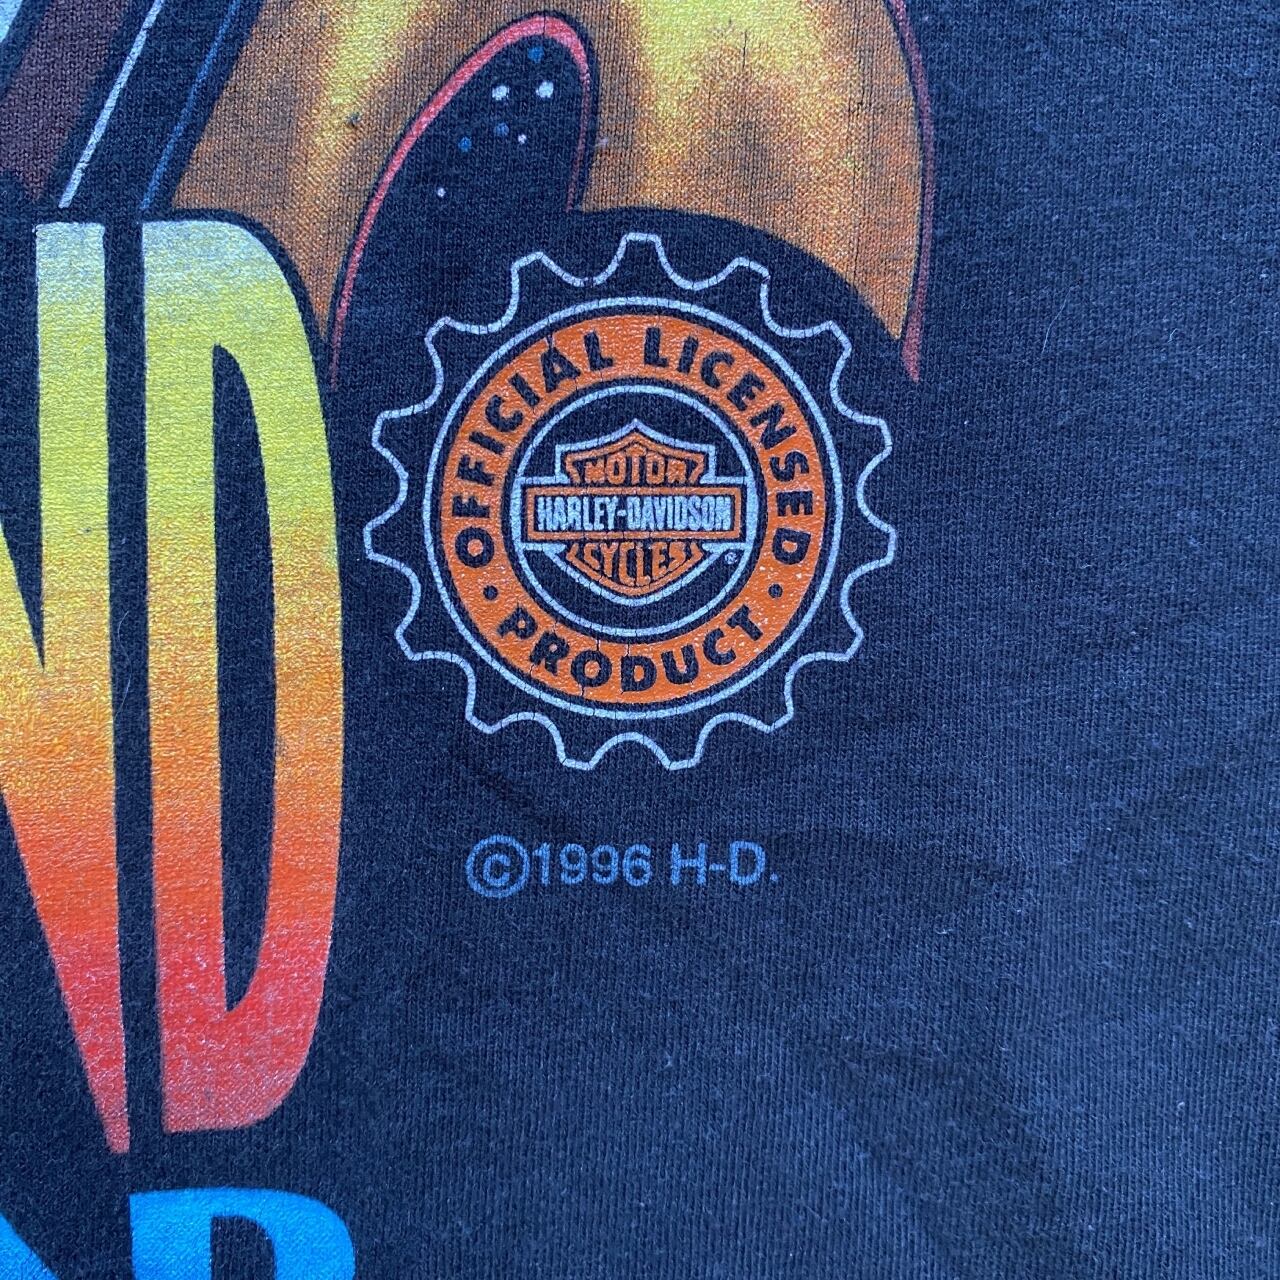 ND
OFFICIAL LICENSED
MOTOR
HARLEY-DAVIDSON
CYCLES
®
• PRODUCT •
©1996 H-D.